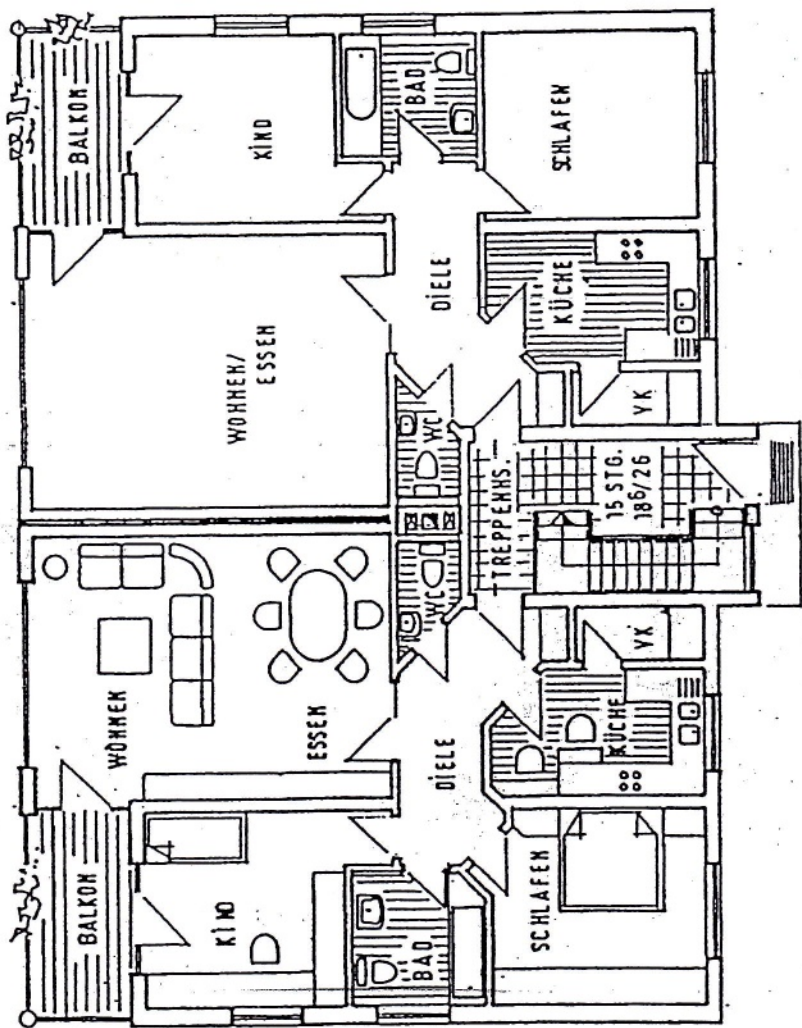 BALKON
KIND
BAD
SCHLAFEN
WOHNEN/
ESSEN
DIELE
KÜCHE
WC
VK
TREPPENHS.
15 STG.
18⁶/26
WOHNEN
ESSEN
WC
DIELE
VK
KÜCHE
BALKON
KIND
BAD
SCHLAFEN